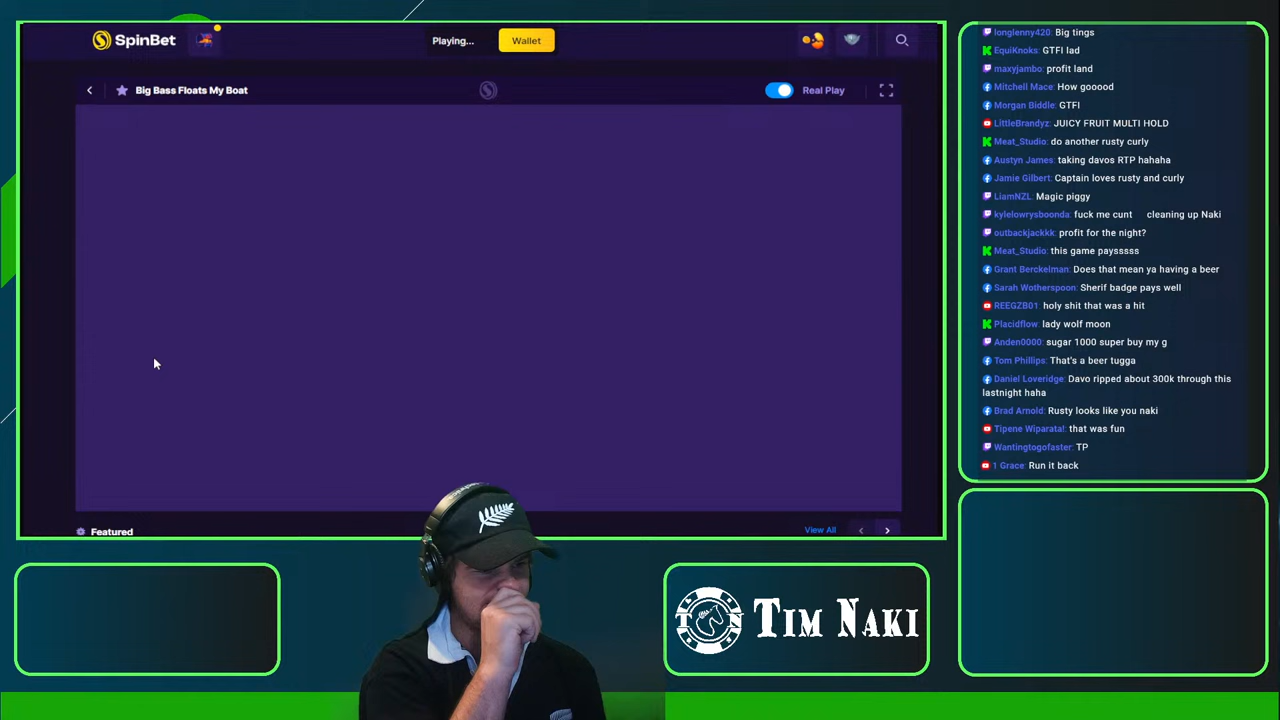 SpinBet
Playing...
Wallet
Big Bass Floats My Boat
Real Play
Featured
View All
longlenny420: Big tings
EquiKnoks: GTFI lad
maxyjambo: profit land
Mitchell Mace: How gooood
Morgan Biddle: GTFI
LittleBrandyz: JUICY FRUIT MULTI HOLD
Meat_Studio: do another rusty curly
Austyn James: taking davos RTP hahaha
Jamie Gilbert: Captain loves rusty and curly
LiamNZL: Magic piggy
kylelowrysboonda: fuck me cunt cleaning up Naki
outbackjackkk: profit for the night?
Meat_Studio: this game paysssss
Grant Berckelman: Does that mean ya having a beer
Sarah Wotherspoon: Sherif badge pays well
REEGZB01: holy shit that was a hit
Placidflow: lady wolf moon
Anden0000: sugar 1000 super buy my g
Tom Phillips: That's a beer tugga
Daniel Loveridge: Davo ripped about 300k through this
lastnight haha
Brad Arnold: Rusty looks like you naki
Tipene Wiparata!: that was fun
Wantingtogofaster: TP
1 Grace: Run it back
T N
TIM NAKI